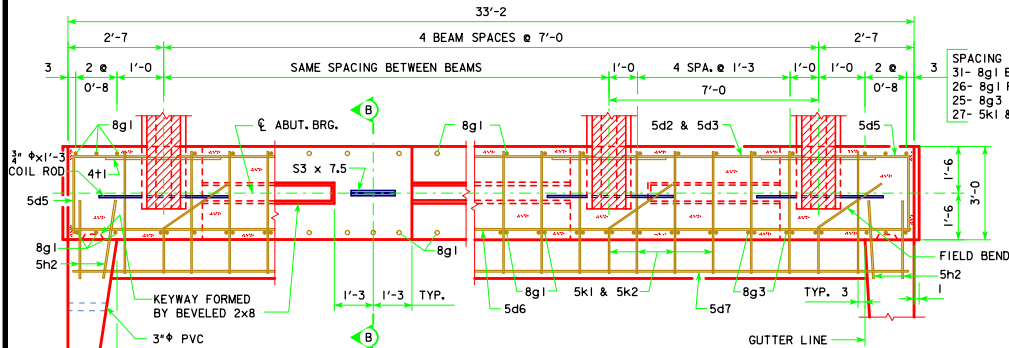 33'-2
2'-7
4 BEAM SPACES @ 7'-0
2'-7
3
2 @
0'-8
1'-0
SAME SPACING BETWEEN BEAMS
1'-0
4 SPA. @ 1'-3
1'-0
1'-0
2 @
0'-8
3
7'-0
SPACING
31- 8g1
26- 8g1
25- 8g3
27- 5k1 &
B
8g1
℄ ABUT. BRG.
8g1
5d2 & 5d3
5d5
S3 x 7.5
" ϕx1'-3
COIL ROD
4t1
5d5
1'-6
1'-6
3'-0
8g1
5h2
8g1
FIELD BEND
5h2
KEYWAY FORMED
BY BEVELED 2x8
1'-3
1'-3
TYP.
8g1
5k1 & 5k2
8g3
TYP. 3
1
5d6
5d7
3"ϕ PVC
B
GUTTER LINE